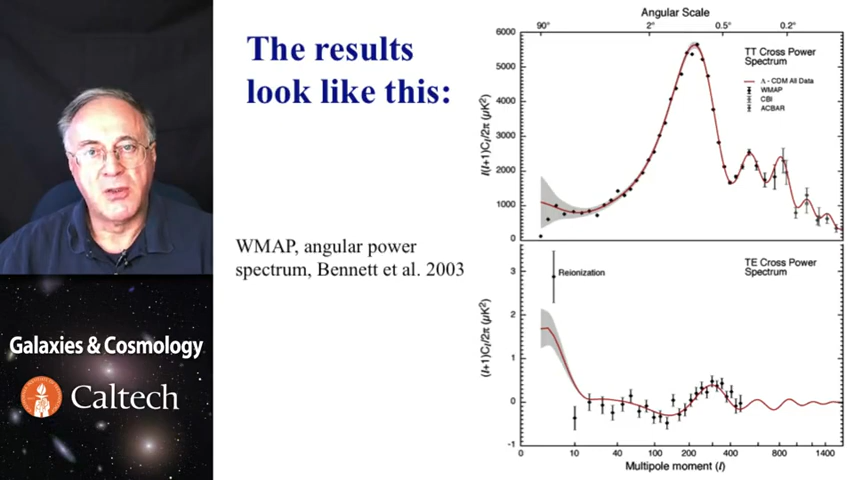 The results
look like this:
WMAP, angular power
spectrum, Bennett et al. 2003
Galaxies & Cosmology
Caltech
Angular Scale
90° 2° 0.5° 0.2°
6000
5000
4000
3000
2000
1000
0
l(l+1)Cl/2π (μK²)
TT Cross Power
Spectrum
Λ - CDM All Data
WMAP
CBI
ACBAR
3
2
1
0
-1
(l+1)Cl/2π (μK²)
Reionization
TE Cross Power
Spectrum
0 10 40 100 200 400 800 1400
Multipole moment (l)